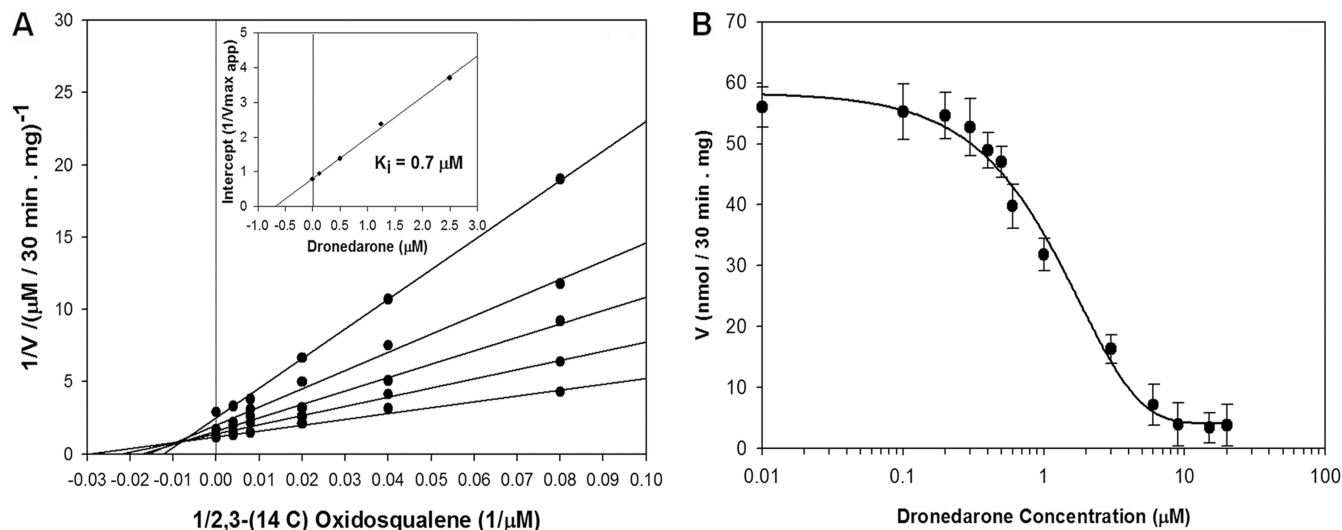 A
30
25
20
15
10
5
0
1/V /(μM / 30 min . mg)⁻¹
-0.03 -0.02 -0.01 0.00 0.01 0.02 0.03 0.04 0.05 0.06 0.07 0.08 0.09 0.10
1/2,3-(14 C) Oxidosqualene (1/μM)
5
4
3
2
1
0
Intercept (1/Vmax app)
Ki = 0.7 μM
-1.0 -0.5 0.0 0.5 1.0 1.5 2.0 2.5 3.0
Dronedarone (μM)
B
70
60
50
40
30
20
10
0
V (nmol / 30 min . mg)
0.01 0.1 1 10 100
Dronedarone Concentration (μM)